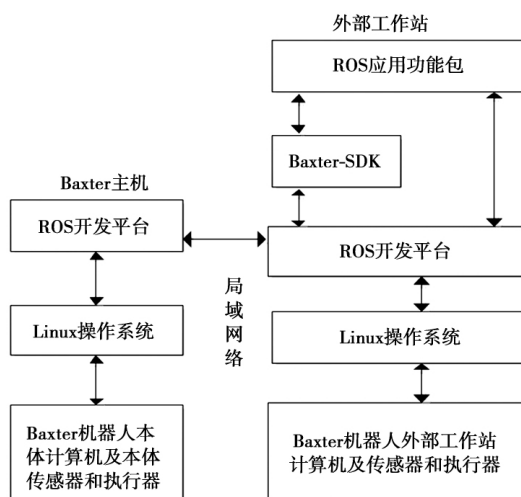 外部工作站
ROS应用功能包
Baxter-SDK
Baxter主机
ROS开发平台
ROS开发平台
局域网络
Linux操作系统
Linux操作系统
Baxter机器人本
体计算机及本体
传感器和执行器
Baxter机器人外部工作站
计算机及传感器和执行器